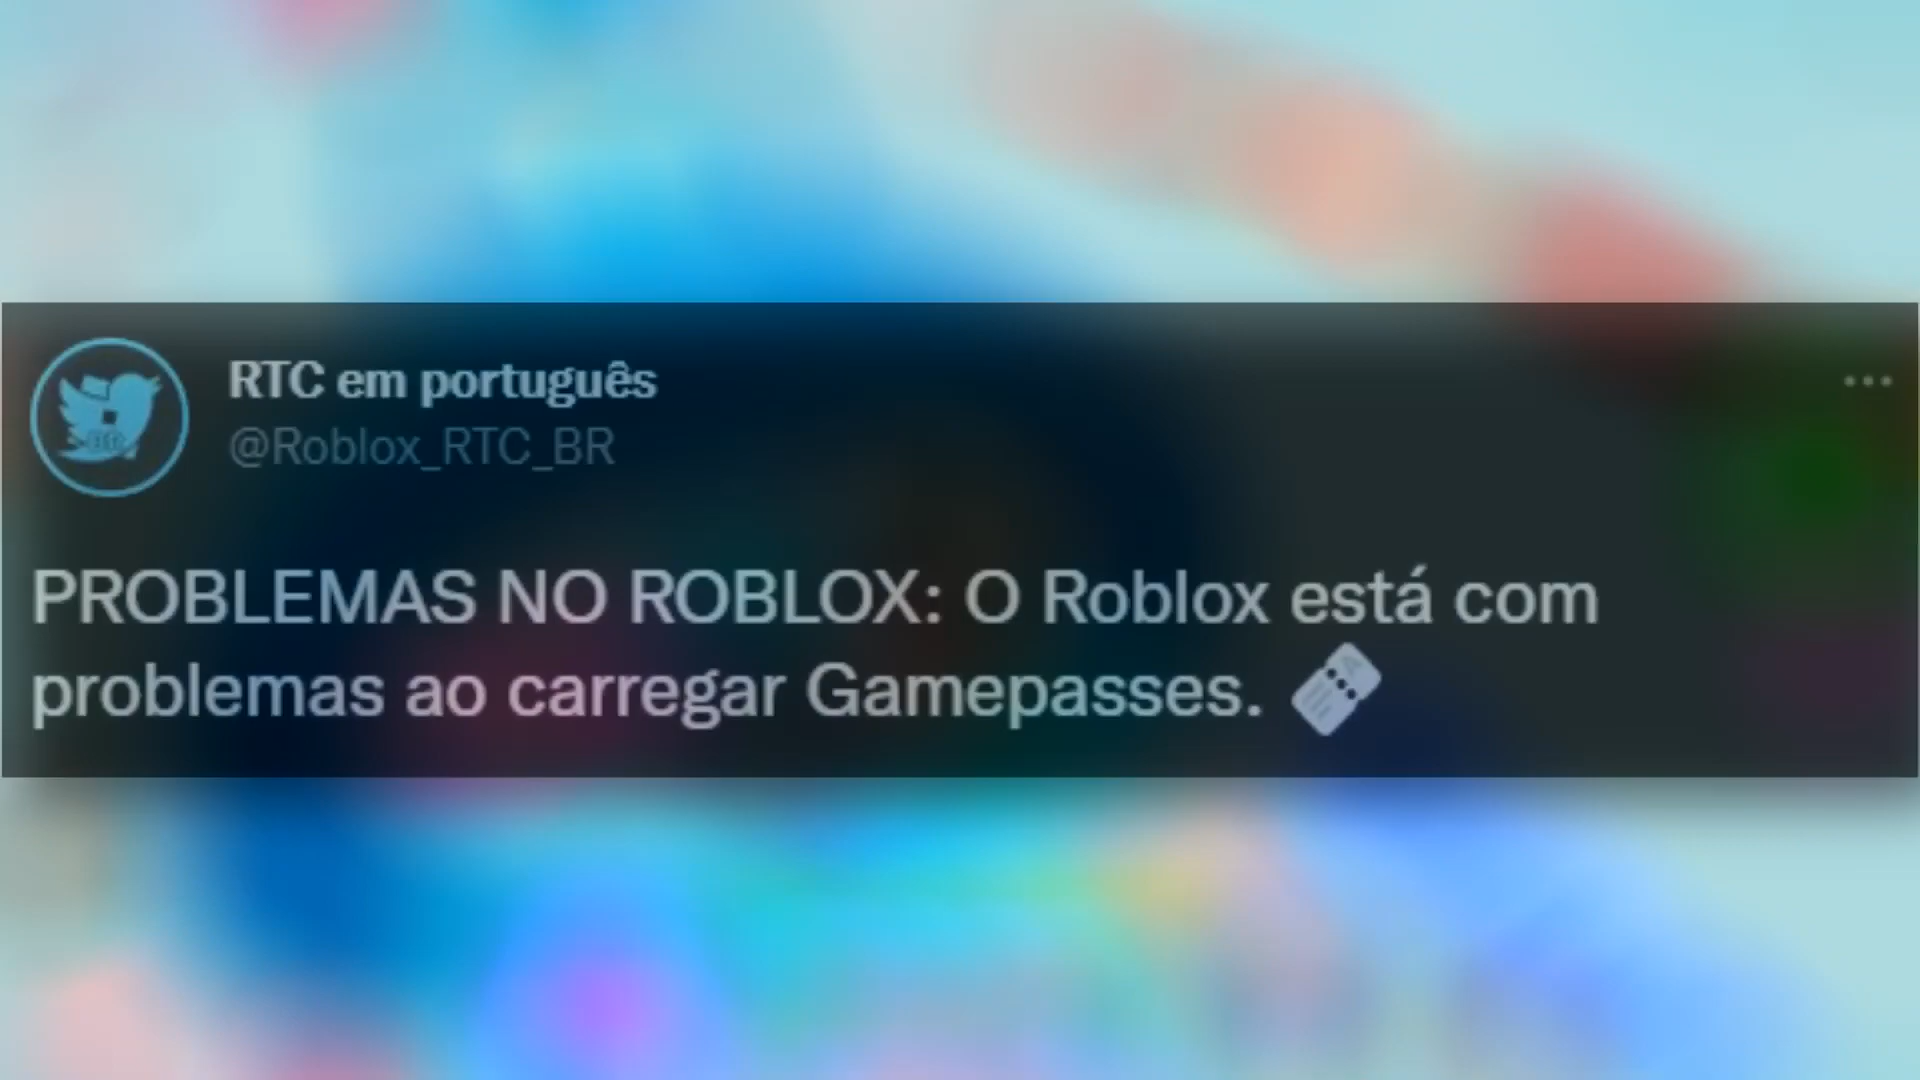 RTC em português
@Roblox_RTC_BR
PROBLEMAS NO ROBLOX: O Roblox está com
problemas ao carregar Gamepasses.